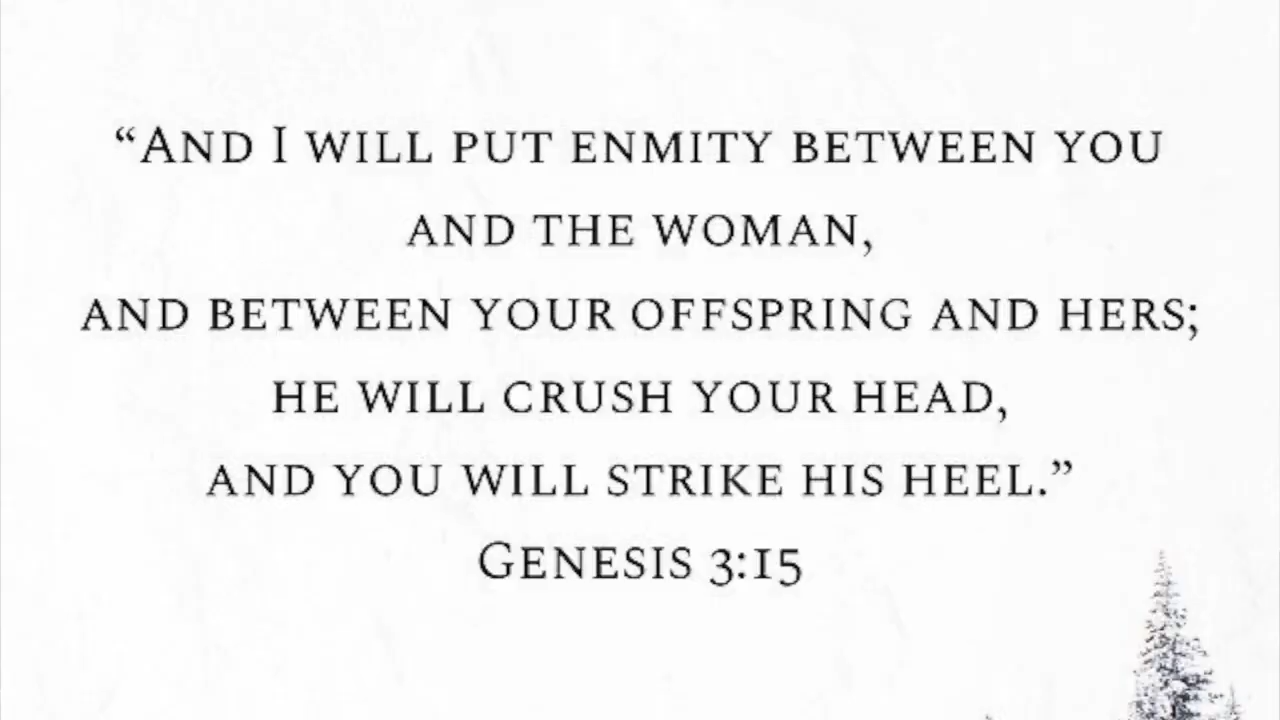 “And I will put enmity between you
and the woman,
and between your offspring and hers;
he will crush your head,
and you will strike his heel.”
Genesis 3:15